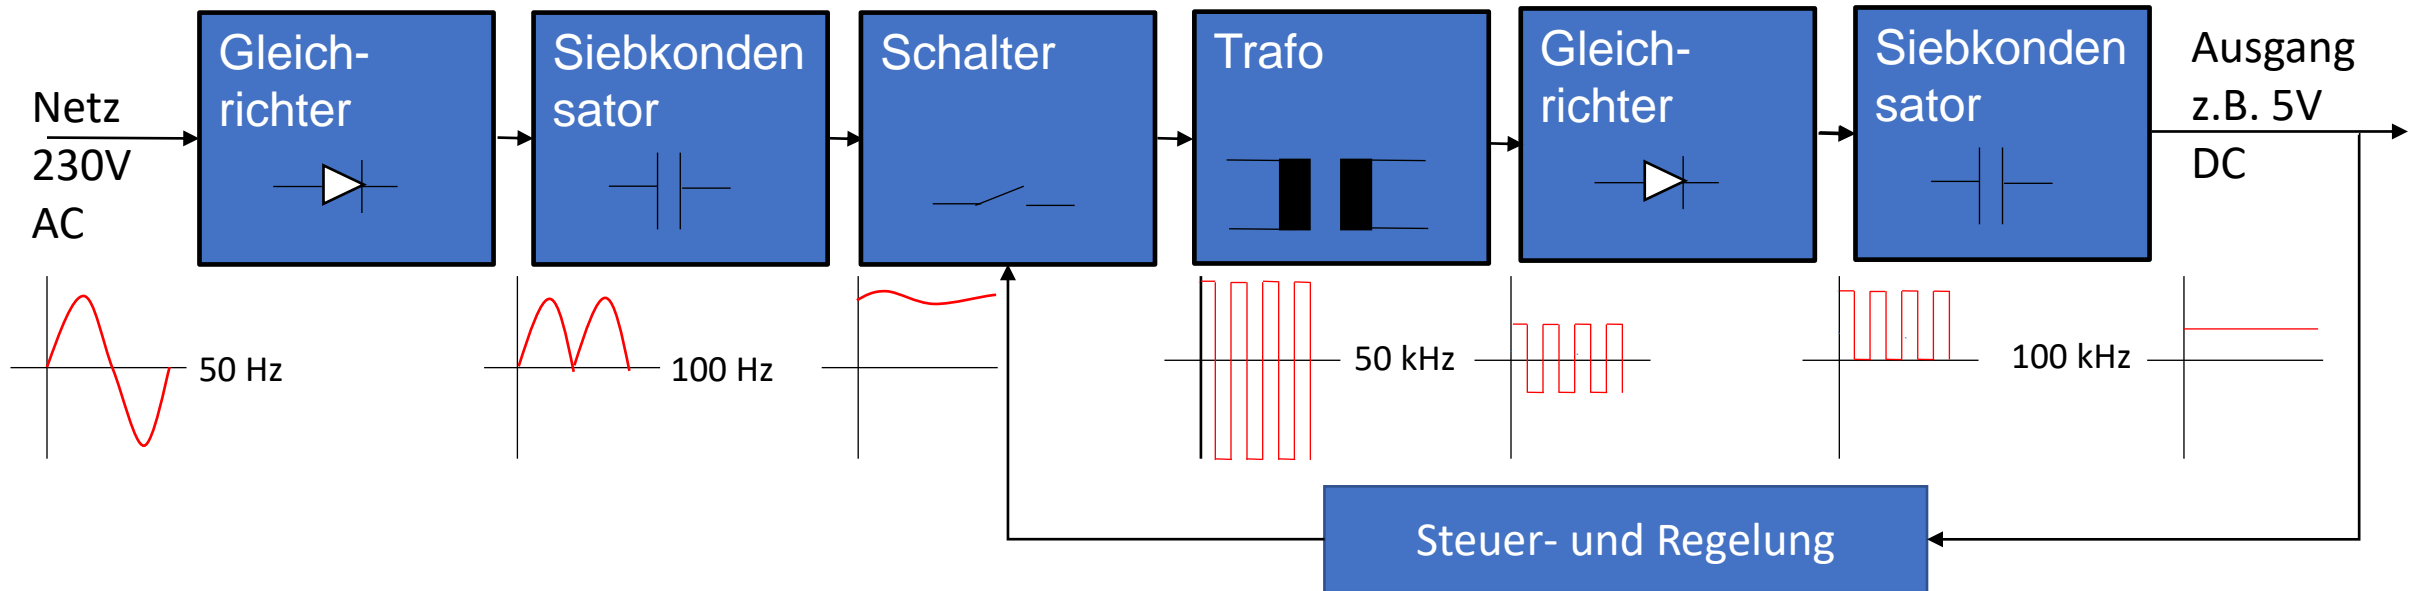 Netz
230V
AC
Gleich-
richter
Siebkonden
sator
Schalter
Trafo
Gleich-
richter
Siebkonden
sator
Ausgang
z.B. 5V
DC
50 Hz
100 Hz
50 kHz
100 kHz
Steuer- und Regelung